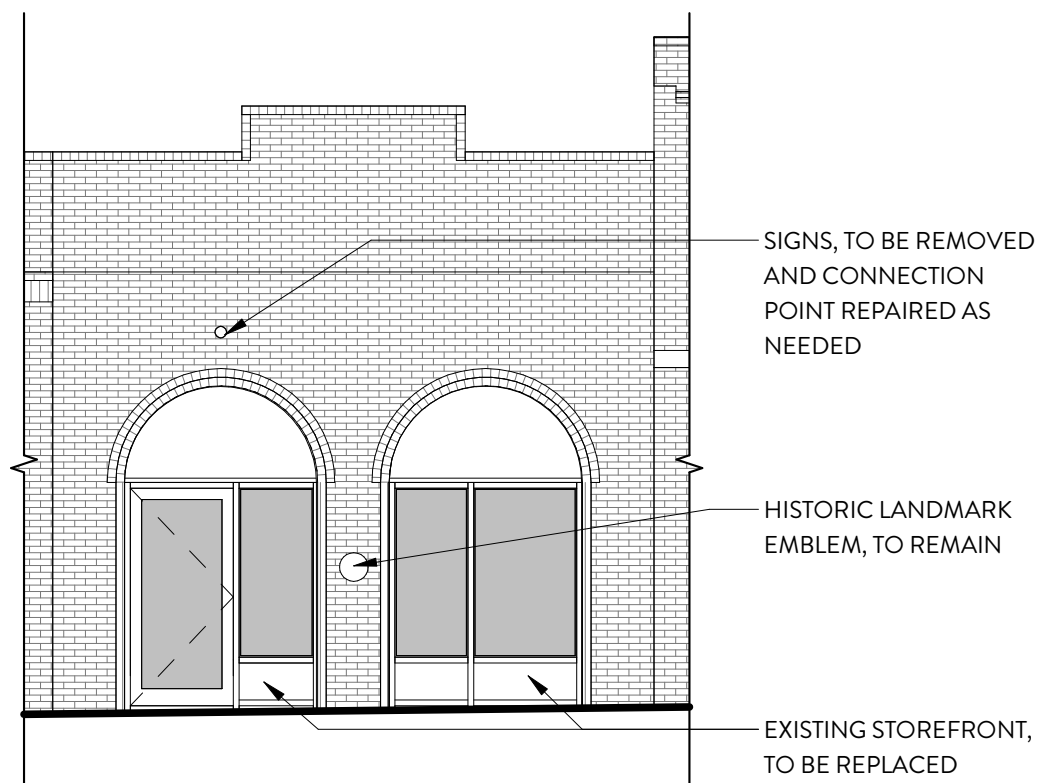 SIGNS, TO BE REMOVED
AND CONNECTION
POINT REPAIRED AS
NEEDED
HISTORIC LANDMARK
EMBLEM, TO REMAIN
EXISTING STOREFRONT,
TO BE REPLACED